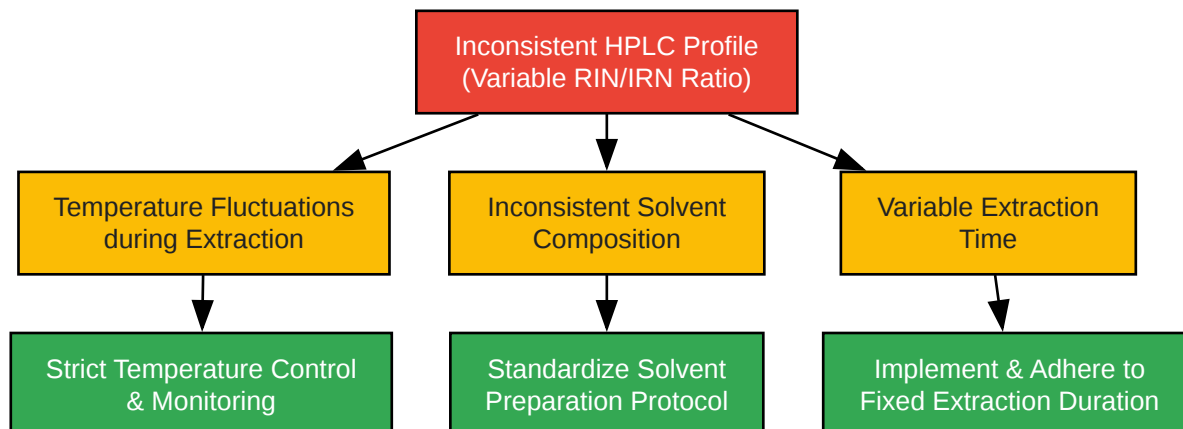 Inconsistent HPLC Profile
(Variable RIN/IRN Ratio)
Temperature Fluctuations
during Extraction
Inconsistent Solvent
Composition
Variable Extraction
Time
Strict Temperature Control
& Monitoring
Standardize Solvent
Preparation Protocol
Implement & Adhere to
Fixed Extraction Duration